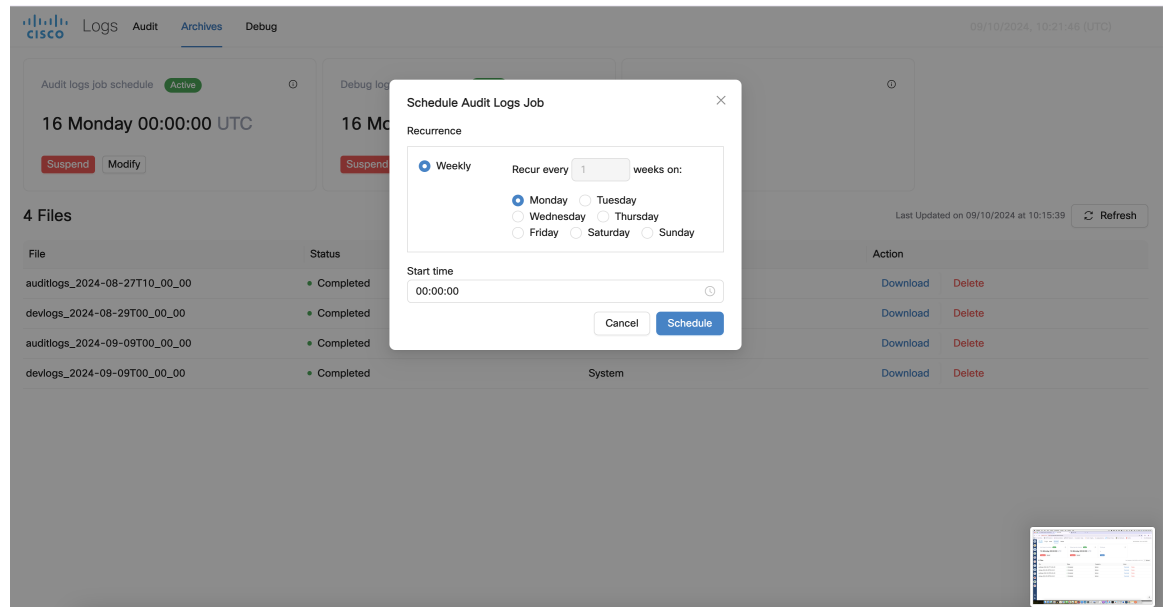 CISCO Logs Audit Archives Debug 09/10/2024, 10:21:46 (UTC)
Audit logs job schedule Active
16 Monday 00:00:00 UTC
Suspend Modify
Debug log
16 Mo
Suspend
Schedule Audit Logs Job
Recurrence
Weekly
Recur every 1 weeks on:
Monday Tuesday
Wednesday Thursday
Friday Saturday Sunday
Start time
00:00:00
Cancel Schedule
4 Files Last Updated on 09/10/2024 at 10:15:39 Refresh
File Status Action
auditlogs_2024-08-27T10_00_00 Completed Download Delete
devlogs_2024-08-29T00_00_00 Completed Download Delete
auditlogs_2024-09-09T00_00_00 Completed Download Delete
devlogs_2024-09-09T00_00_00 Completed System Download Delete